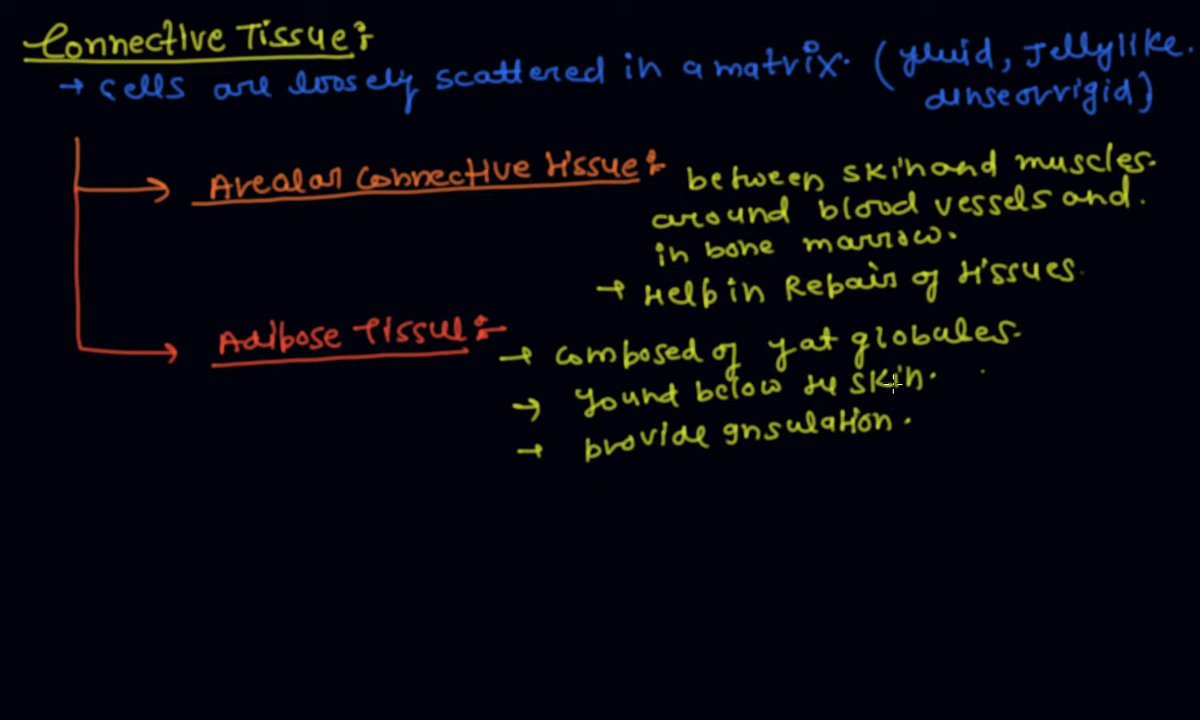 Connective Tissue:
→ cells are loosely scattered in a matrix. (fluid, Jellylike.
dense or rigid)
→ Arealar Connective tissue: between skin and muscles.
around blood vessels and.
in bone marrow.
→ Help in Repair of tissues.
→ Adipose Tissue:
→ composed of fat globules.
→ found below the skin.
→ provide insulation.